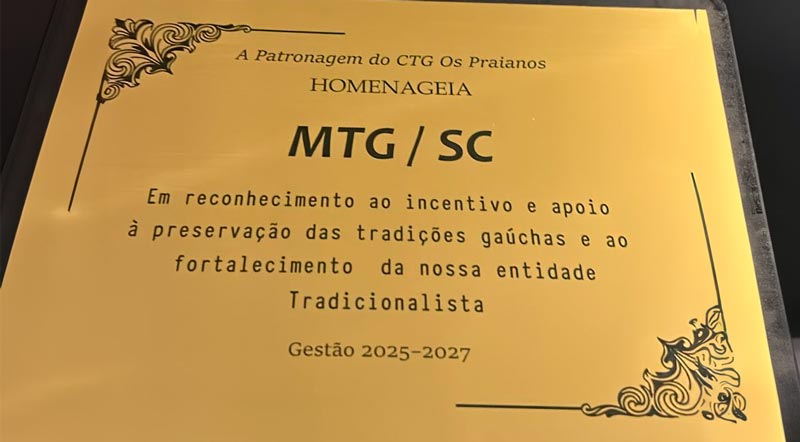 A Patronagem do CTG Os Praianos
HOMENAGEIA
MTG / SC
Em reconhecimento ao incentivo e apoio
à preservação das tradições gaúchas e ao
fortalecimento da nossa entidade
Tradicionalista
Gestão 2025-2027